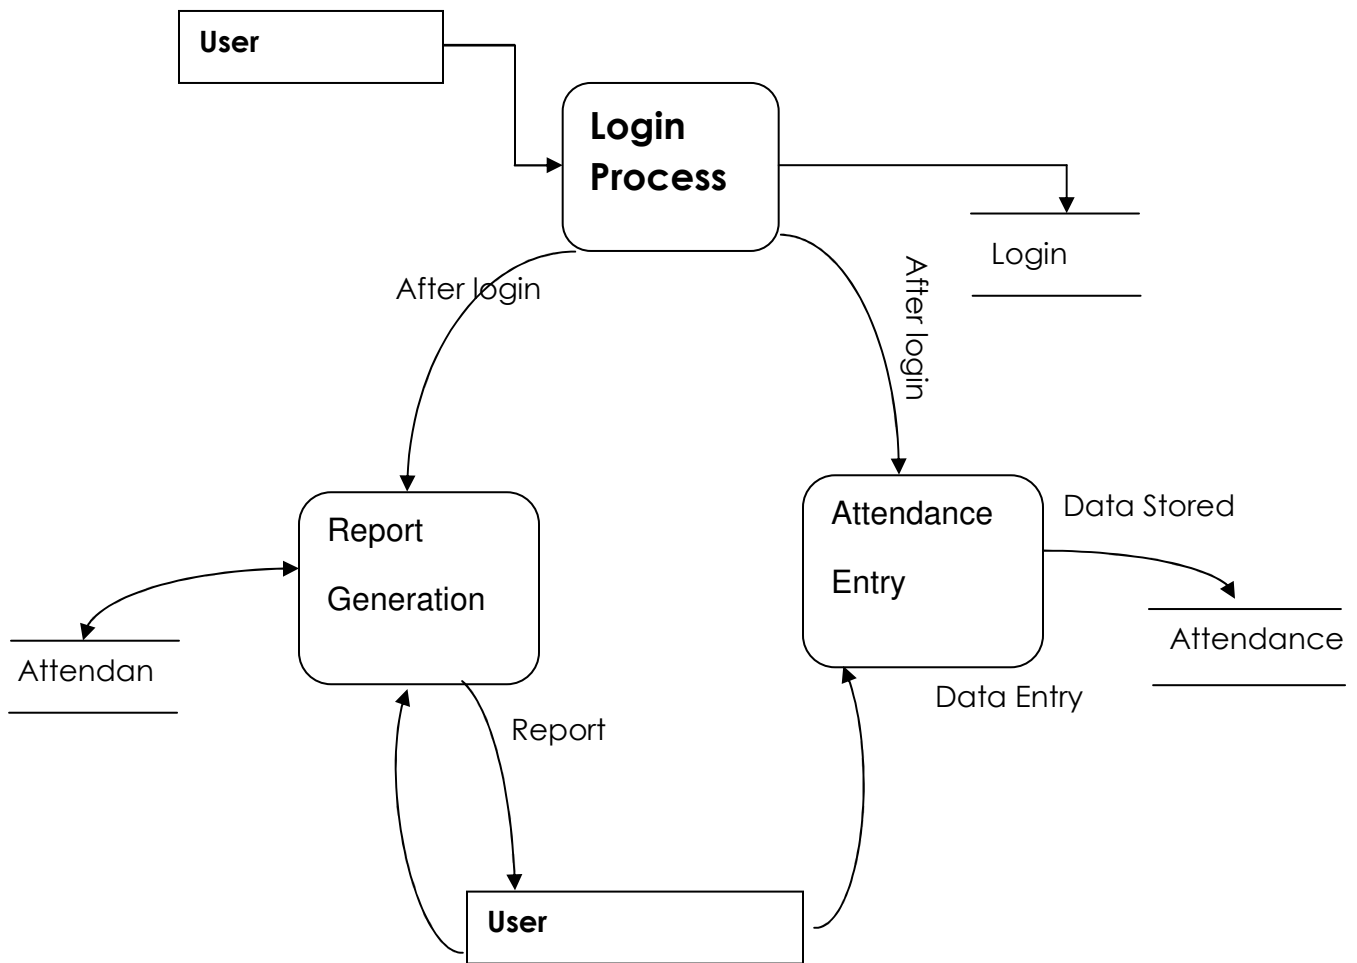 User
Login
Process
Login
After login
After login
Report
Generation
Attendance
Entry
Data Stored
Attendance
Attendan
Data Entry
Report
User